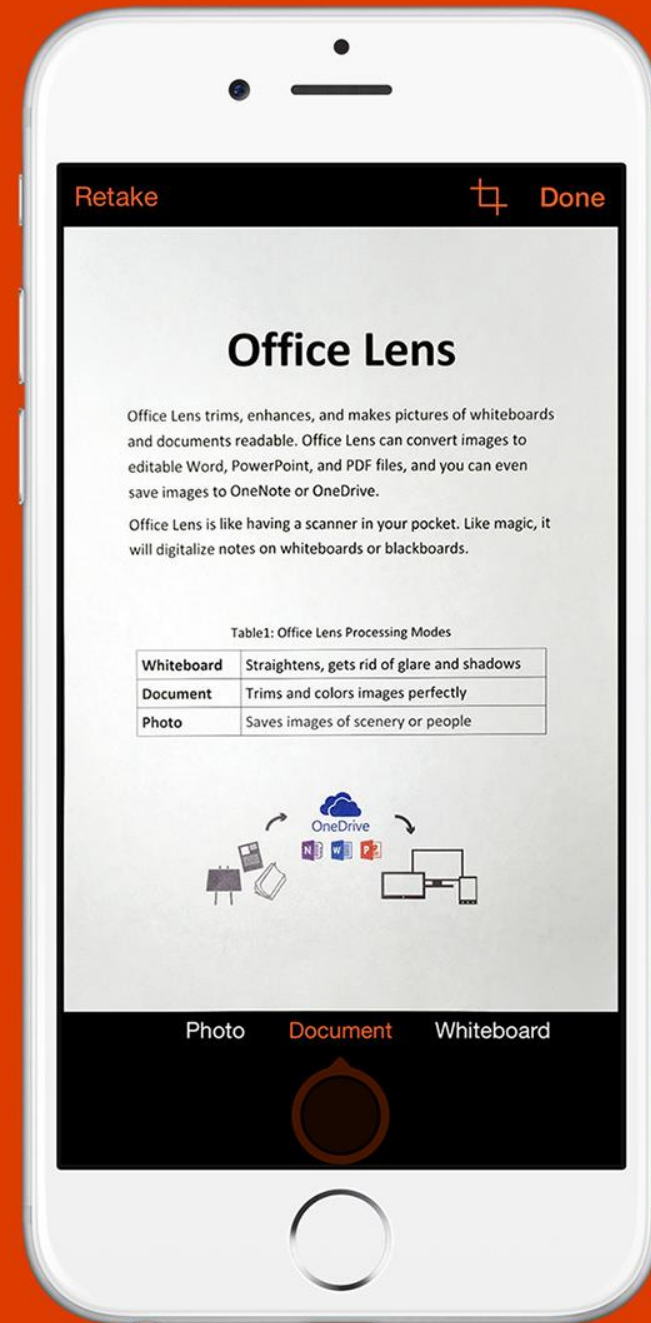 Retake Done
Office Lens
Office Lens trims, enhances, and makes pictures of whiteboards
and documents readable. Office Lens can convert images to
editable Word, PowerPoint, and PDF files, and you can even
save images to OneNote or OneDrive.
Office Lens is like having a scanner in your pocket. Like magic, it
will digitalize notes on whiteboards or blackboards.
Table1: Office Lens Processing Modes
Whiteboard Straightens, gets rid of glare and shadows
Document Trims and colors images perfectly
Photo Saves images of scenery or people
OneDrive
N W P
Photo Document Whiteboard